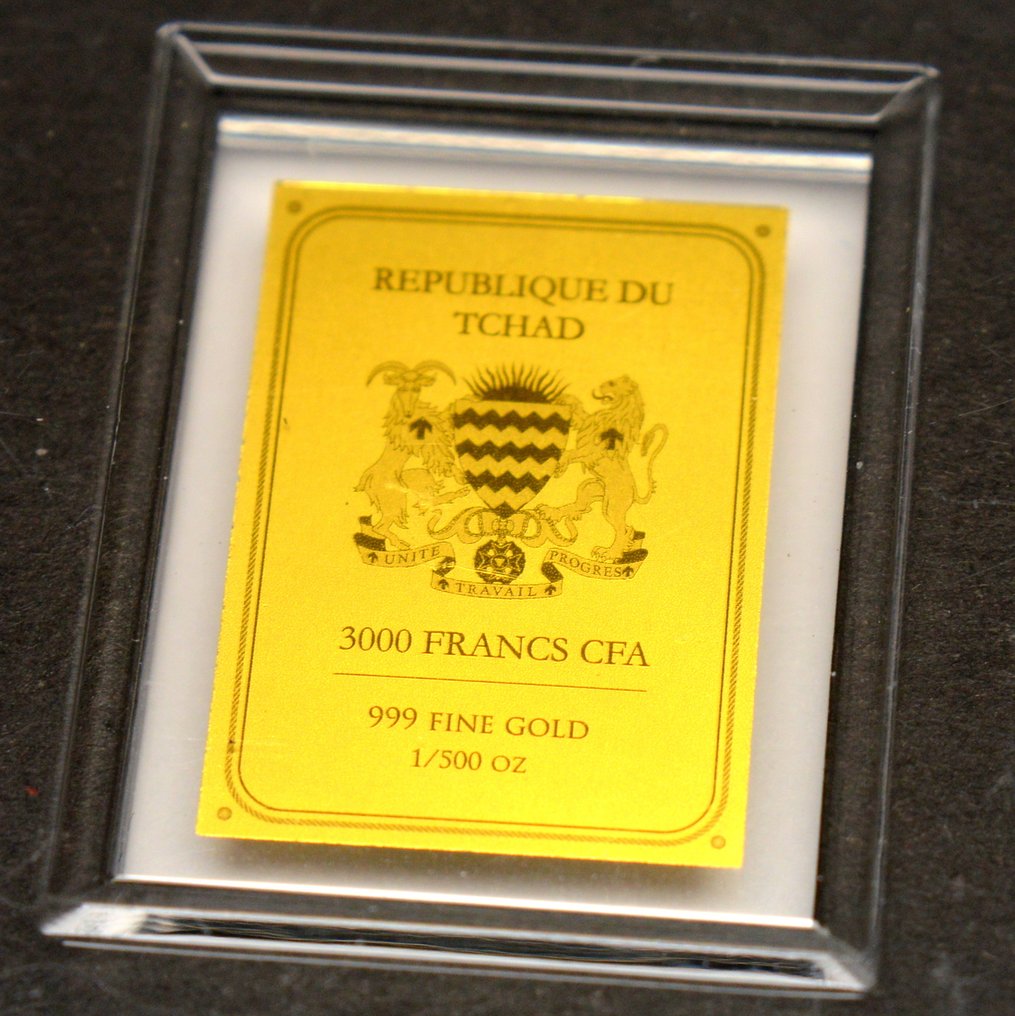 REPUBLIQUE DU
TCHAD
UNITE
PROGRES
TRAVAIL
3000 FRANCS CFA
999 FINE GOLD
1/500 OZ